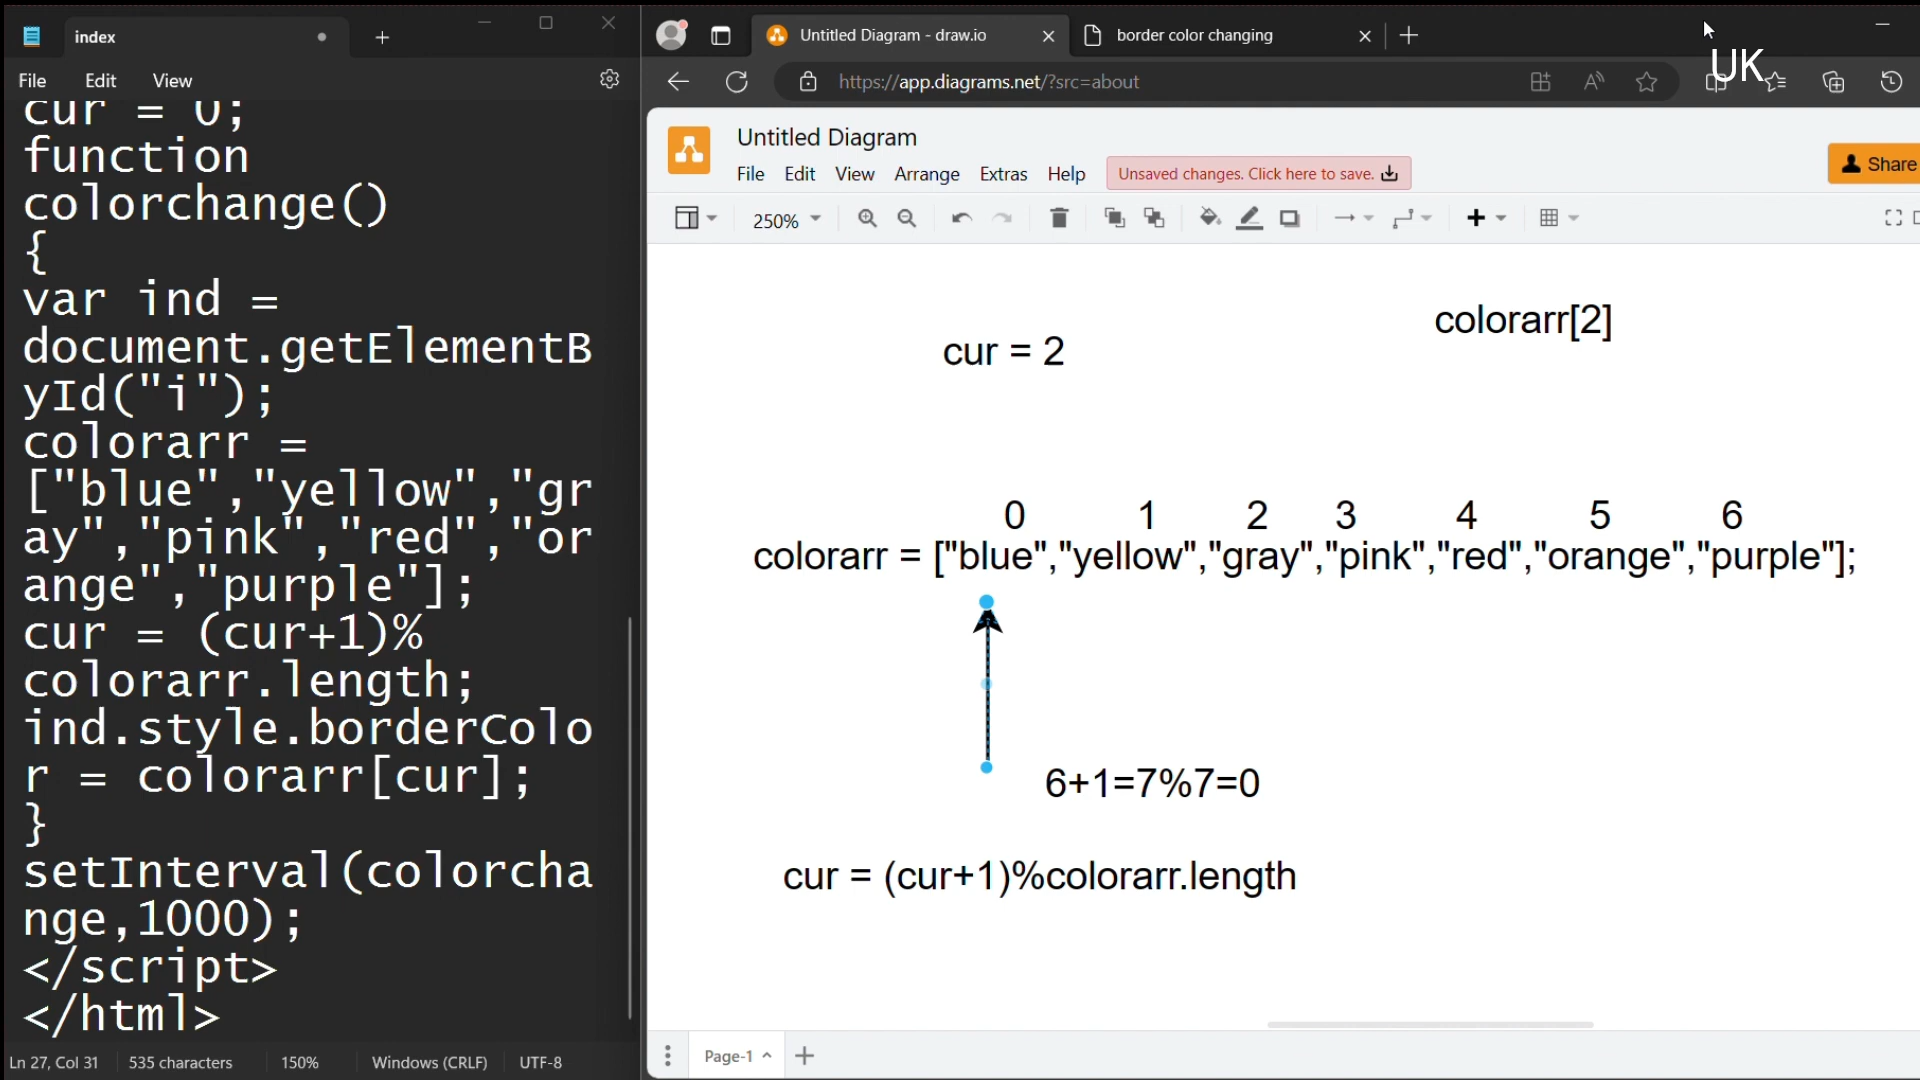 index
File Edit View
cur = 0;
function
colorchange()
{
var ind =
document.getElementB
yId("i");
colorarr =
["blue","yellow","gr
ay","pink","red","or
ange","purple"];
cur = (cur+1)%
colorarr.length;
ind.style.borderColo
r = colorarr[cur];
}
setInterval(colorcha
nge,1000);
</script>
</html>
Ln 27, Col 31 535 characters 150% Windows (CRLF) UTF-8
Untitled Diagram - draw.io border color changing
UK
https://app.diagrams.net/?src=about
Untitled Diagram
File Edit View Arrange Extras Help Unsaved changes. Click here to save.
Share
250%
colorarr[2]
cur = 2
0 1 2 3 4 5 6
colorarr = ["blue","yellow","gray","pink","red","orange","purple"];
6+1=7%7=0
cur = (cur+1)%colorarr.length
Page-1